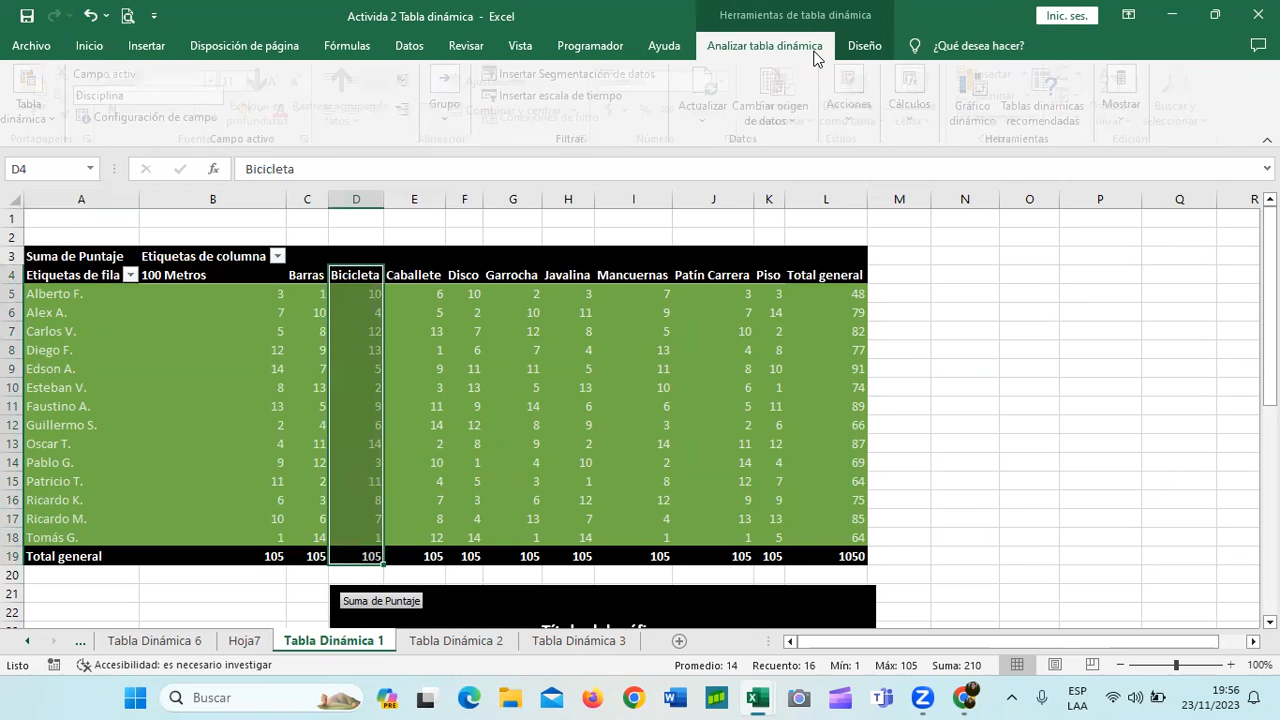 Activida 2 Tabla dinámica - Excel
Herramientas de tabla dinámica
Inic. ses.
Archivo Inicio Insertar Disposición de página Fórmulas Datos Revisar Vista Programador Ayuda Analizar tabla dinámica Diseño ¿Qué desea hacer?
Campo activ Insertar Segmentación de datos
Tabla dinámica Disciplina Grupo Insertar escala de tiempo Actualizar Cambiar origen de datos Acciones Cálculos Gráfico dinámico Tablas dinámicas recomendadas Mostrar
Configuración de campo Conexiones de filtro
Portapapeles Campo activo Filtrar Datos Herramientas
D4 fx Bicicleta
A B C D E F G H I J K L M N O P Q R
1
2
3 Suma de Puntaje Etiquetas de columna
4 Etiquetas de fila 100 Metros Barras Bicicleta Caballete Disco Garrocha Javalina Mancuernas Patín Carrera Piso Total general
5 Alberto F. 3 1 10 6 10 2 3 7 3 3 48
6 Alex A. 7 10 4 5 2 10 11 9 7 14 79
7 Carlos V. 5 8 12 13 7 12 8 5 10 2 82
8 Diego F. 12 9 13 1 6 7 4 13 4 8 77
9 Edson A. 14 7 5 9 11 11 5 11 8 10 91
10 Esteban V. 8 13 2 3 13 5 13 10 6 1 74
11 Faustino A. 13 5 9 11 9 14 6 6 5 11 89
12 Guillermo S. 2 4 6 14 12 8 9 3 2 6 66
13 Oscar T. 4 11 14 2 8 9 2 14 11 12 87
14 Pablo G. 9 12 3 10 1 4 10 2 14 4 69
15 Patricio T. 11 2 11 4 5 3 1 8 12 7 64
16 Ricardo K. 6 3 8 7 3 6 12 12 9 9 75
17 Ricardo M. 10 6 7 8 4 13 7 4 13 13 85
18 Tomás G. 1 14 1 12 14 1 14 1 1 5 64
19 Total general 105 105 105 105 105 105 105 105 105 105 1050
20
21 Suma de Puntaje
22
... Tabla Dinámica 6 Hoja7 Tabla Dinámica 1 Tabla Dinámica 2 Tabla Dinámica 3
Listo Accesibilidad: es necesario investigar Promedio: 14 Recuento: 16 Mín: 1 Máx: 105 Suma: 210 100%
Buscar
ESP
LAA
19:56
23/11/2023